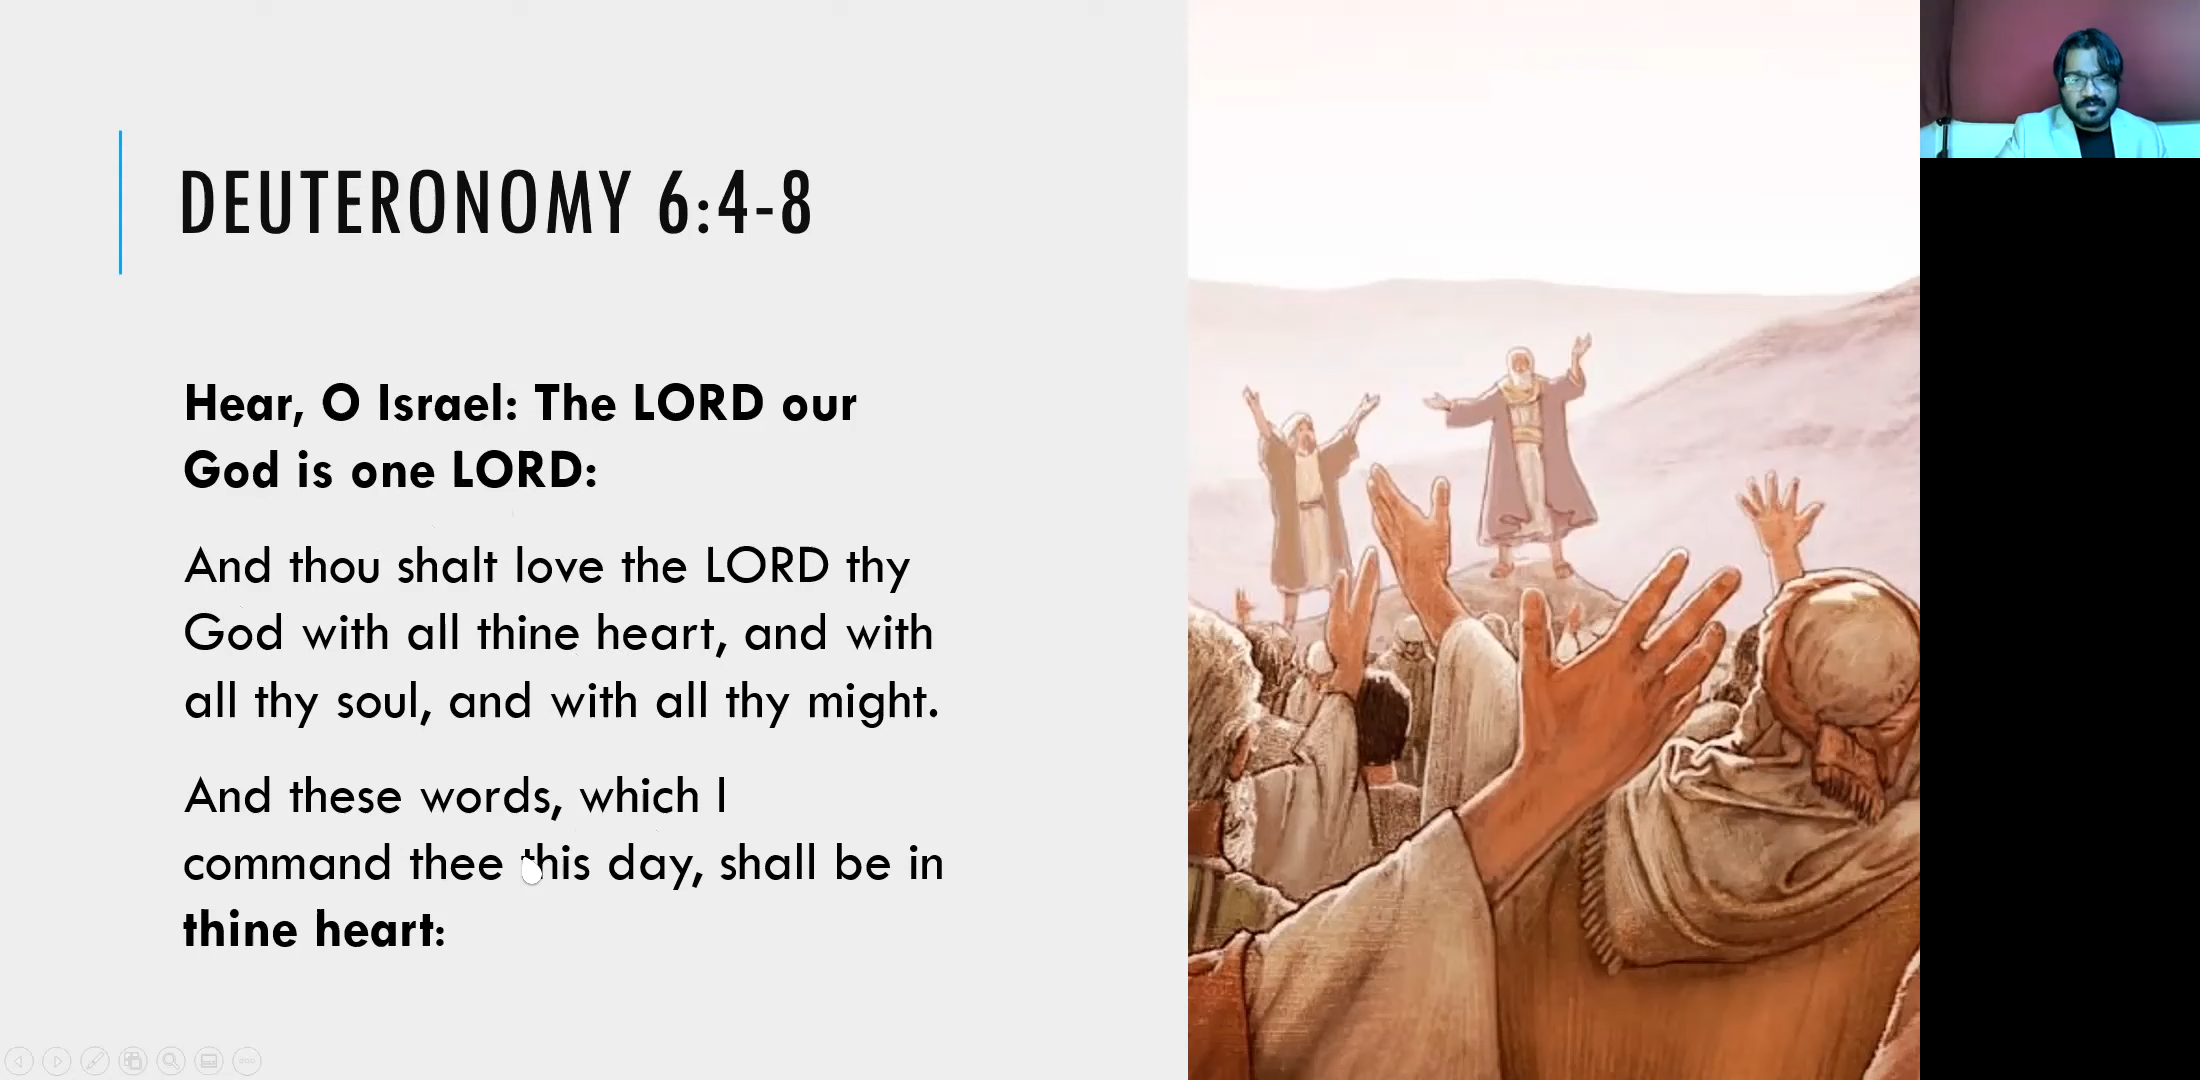 DEUTERONOMY 6:4-8
Hear, O Israel: The LORD our
God is one LORD:
And thou shalt love the LORD thy
God with all thine heart, and with
all thy soul, and with all thy might.
And these words, which I
command thee this day, shall be in
thine heart: